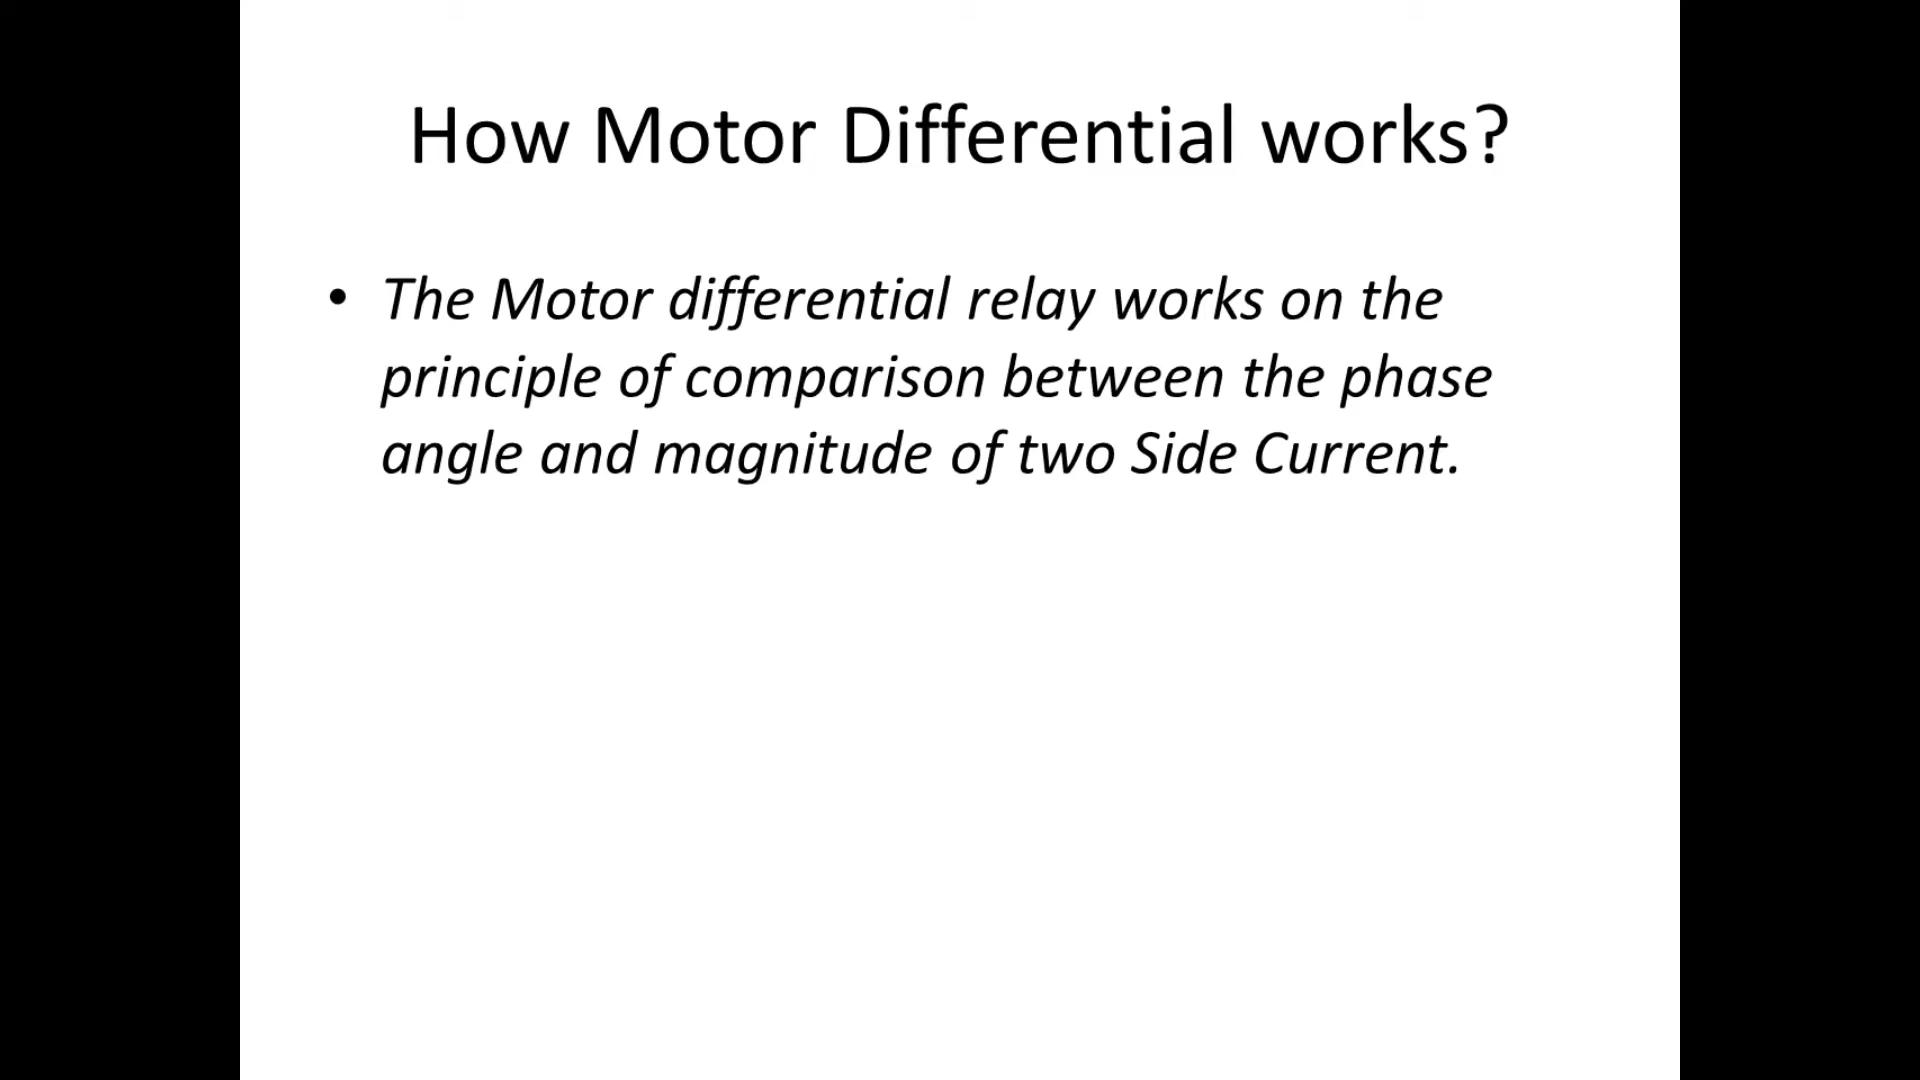 How Motor Differential works?
• The Motor differential relay works on the
principle of comparison between the phase
angle and magnitude of two Side Current.